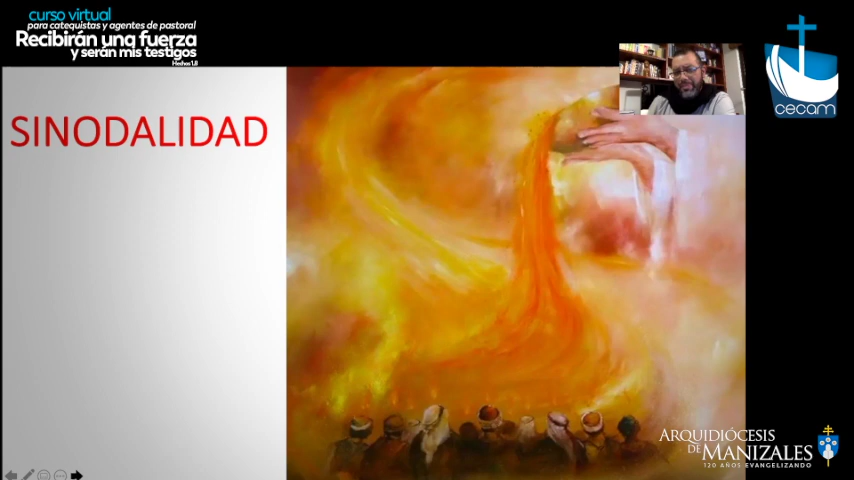 curso virtual
para catequistas y agentes de pastoral
Recibirán una fuerza
y serán mis testigos
Hechos 1,8
cecam
SINODALIDAD
ARQUIDIÓCESIS
DE MANIZALES
120 AÑOS EVANGELIZANDO